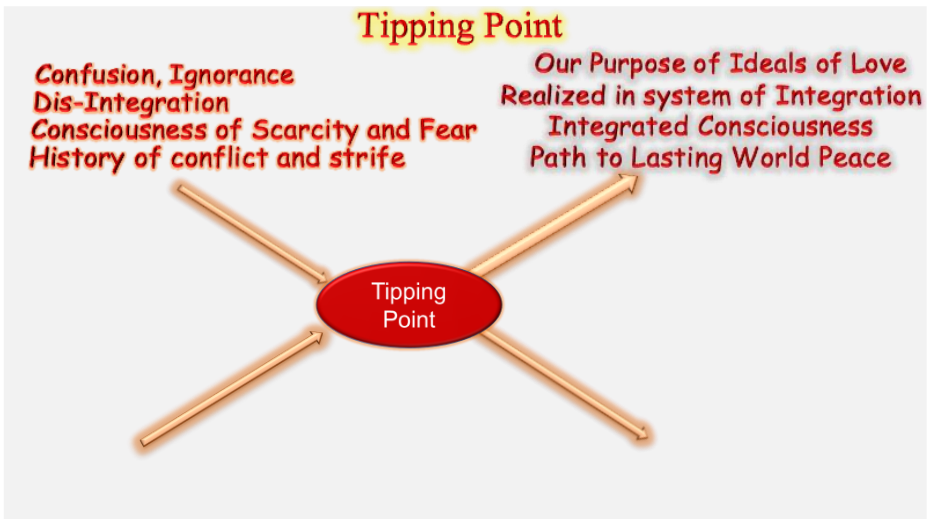 Tipping Point
Confusion, Ignorance
Dis-Integration
Consciousness of Scarcity and Fear
History of conflict and strife
Our Purpose of Ideals of Love
Realized in system of Integration
Integrated Consciousness
Path to Lasting World Peace
Tipping
Point